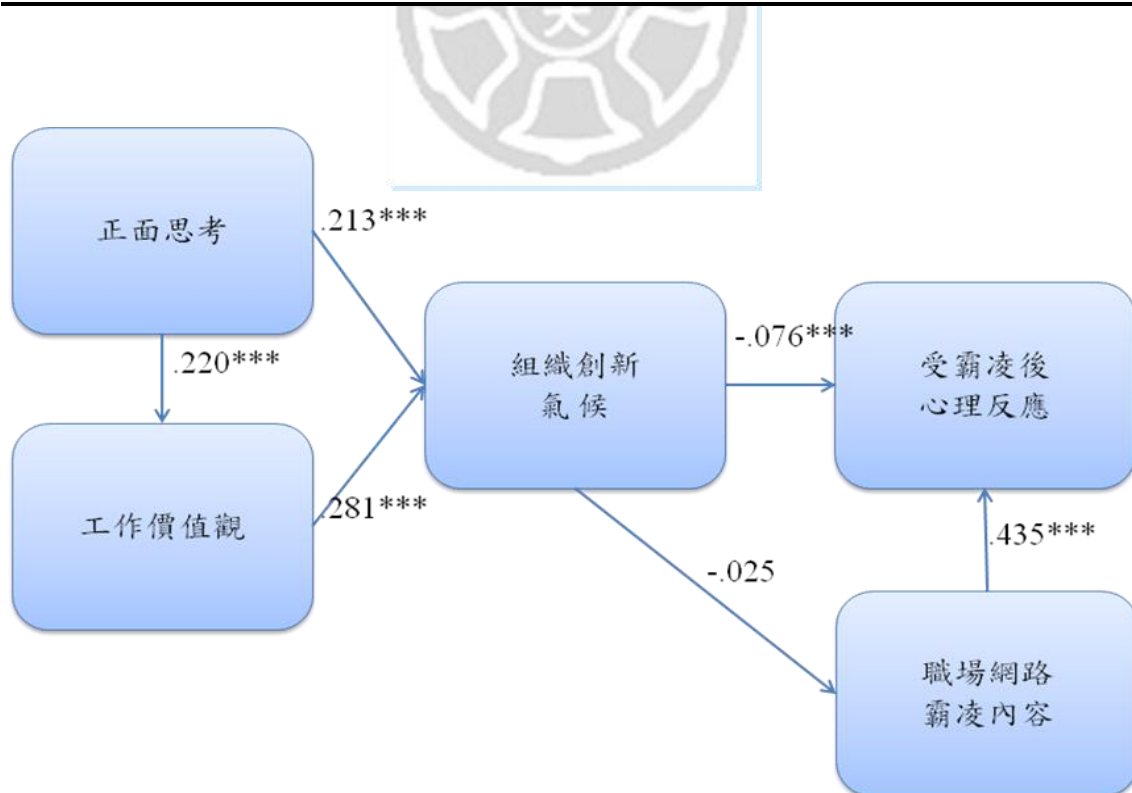 大
正面思考
.213***
.220***
組織創新
氣候
-.076***
受霸凌後
心理反應
工作價值觀
.281***
-.025
.435***
職場網路
霸凌內容